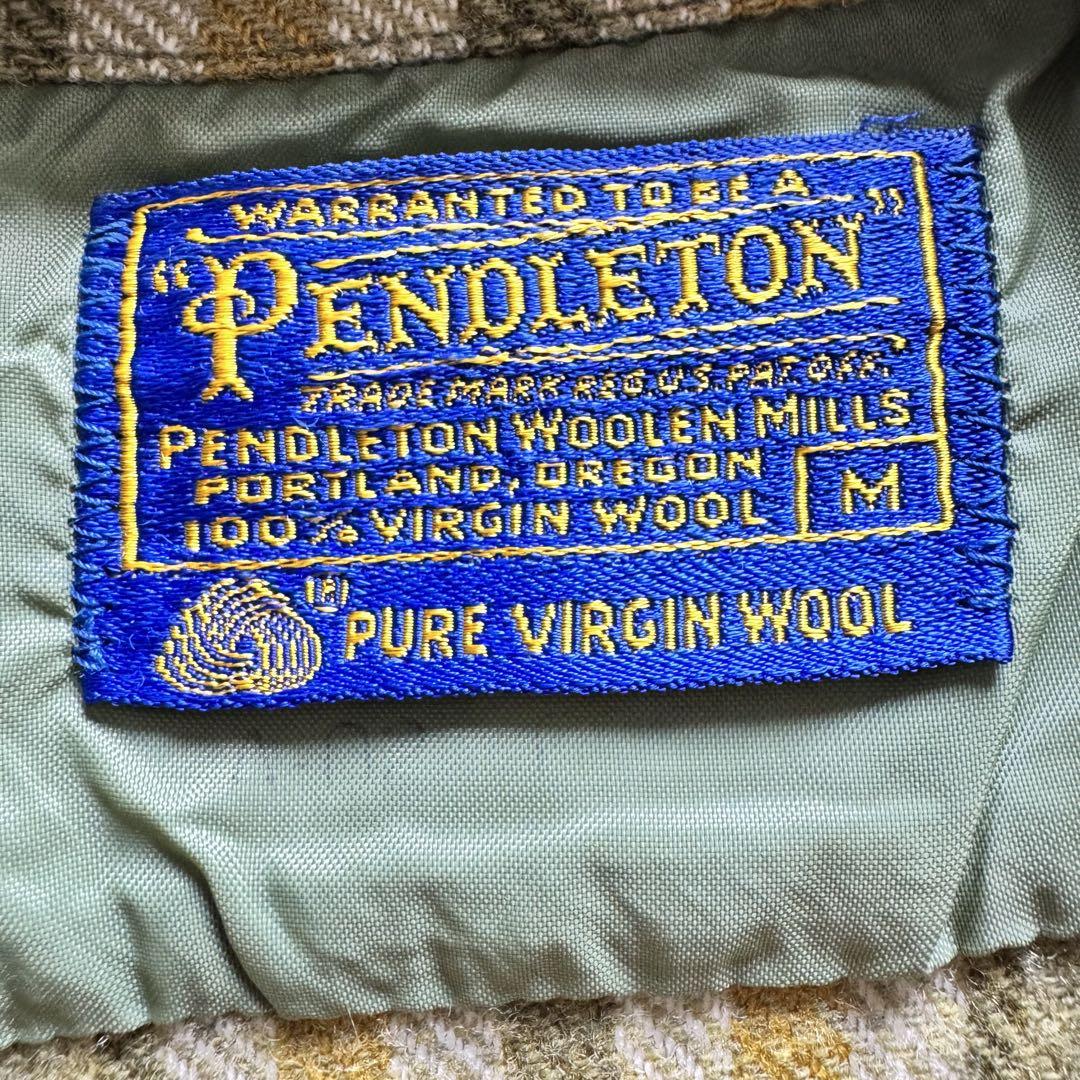 WARRANTED TO BE A
"PENDLETON"
TRADE MARK REG. U.S. PAT. OFF.
PENDLETON WOOLEN MILLS
PORTLAND, OREGON
100% VIRGIN WOOL
M
® PURE VIRGIN WOOL